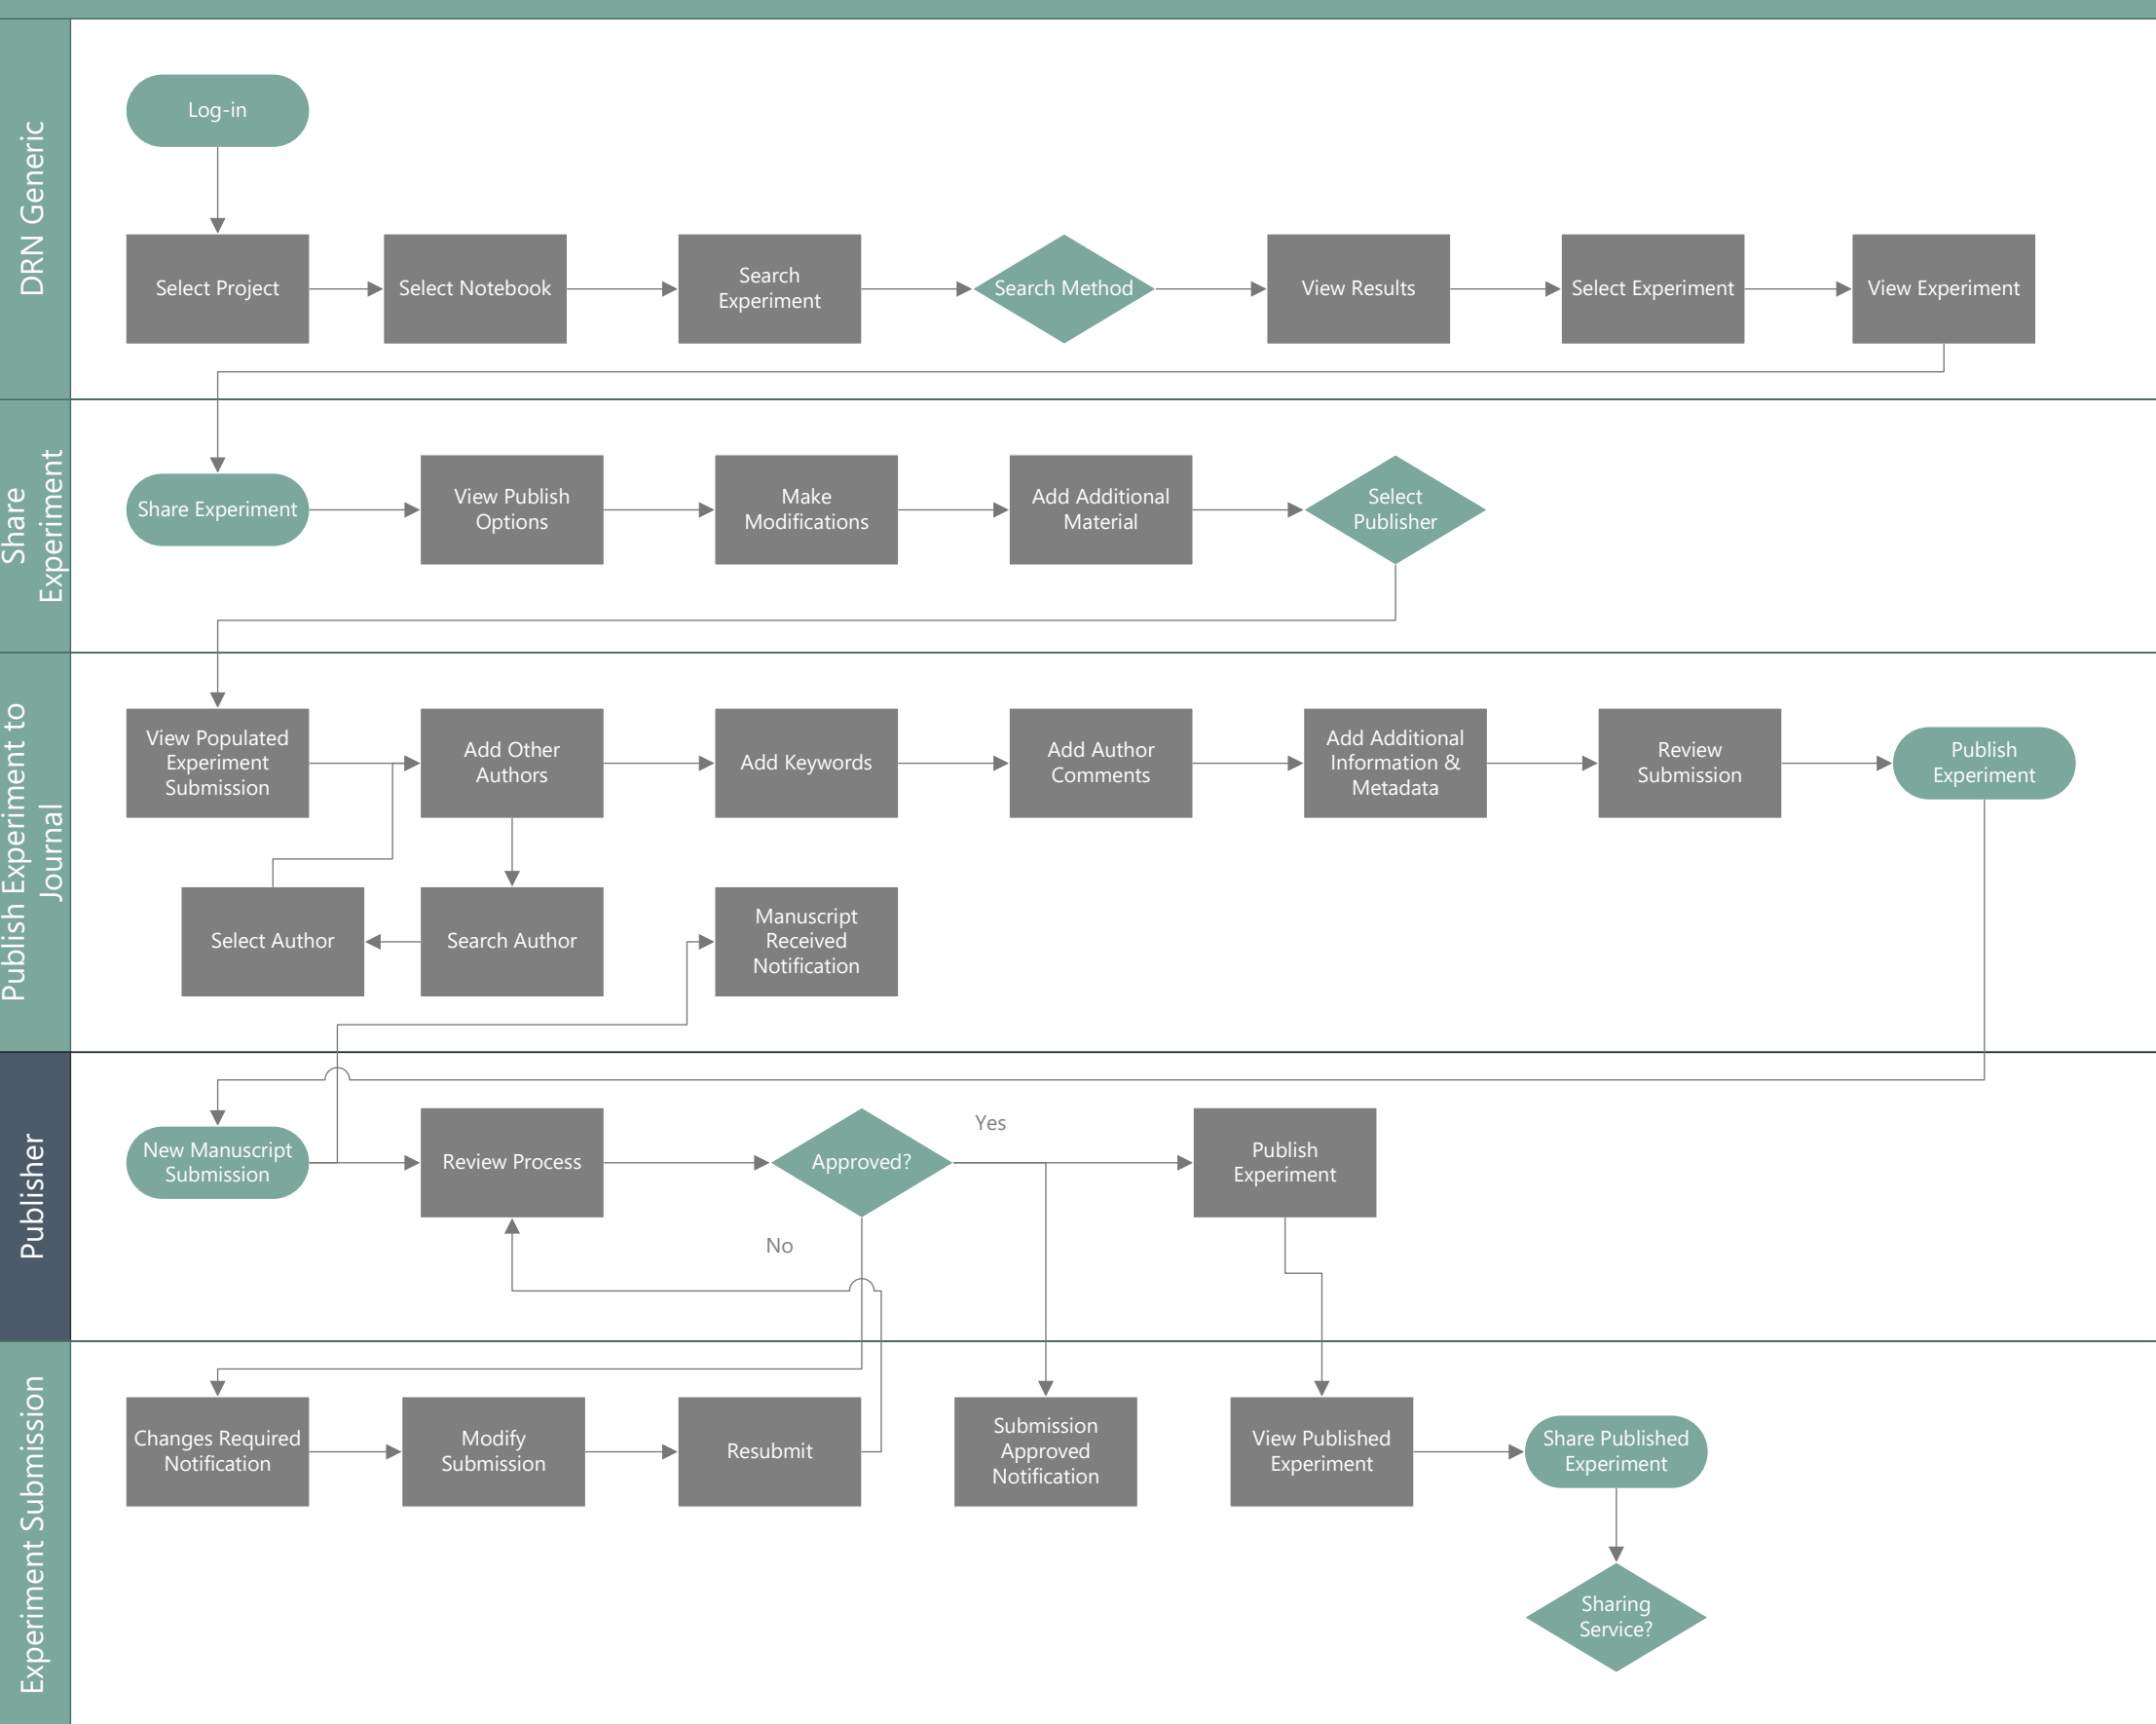 DRN Generic
Log-in
Select Project
Select Notebook
Search
Experiment
Search Method
View Results
Select Experiment
View Experiment
Share
Experiment
Share Experiment
View Publish
Options
Make
Modifications
Add Additional
Material
Select
Publisher
Publish Experiment to
Journal
View Populated
Experiment
Submission
Add Other
Authors
Add Keywords
Add Author
Comments
Add Additional
Information &
Metadata
Review
Submission
Publish
Experiment
Select Author
Search Author
Manuscript
Received
Notification
Publisher
New Manuscript
Submission
Review Process
Approved?
Yes
No
Publish
Experiment
Experiment Submission
Changes Required
Notification
Modify
Submission
Resubmit
Submission
Approved
Notification
View Published
Experiment
Share Published
Experiment
Sharing
Service?